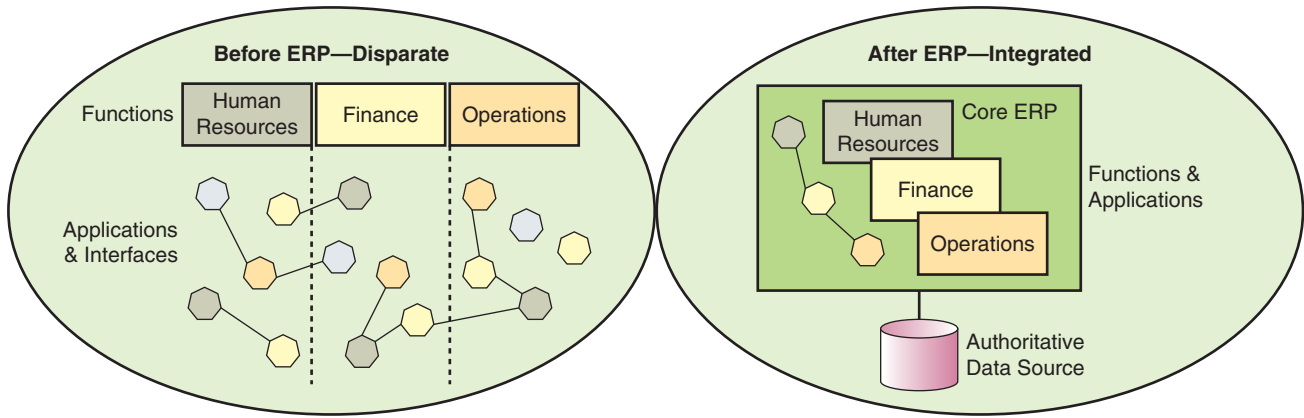 Before ERP—Disparate
Functions
Human
Resources
Finance
Operations
Applications
& Interfaces
After ERP—Integrated
Human
Resources
Core ERP
Finance
Operations
Functions &
Applications
Authoritative
Data Source